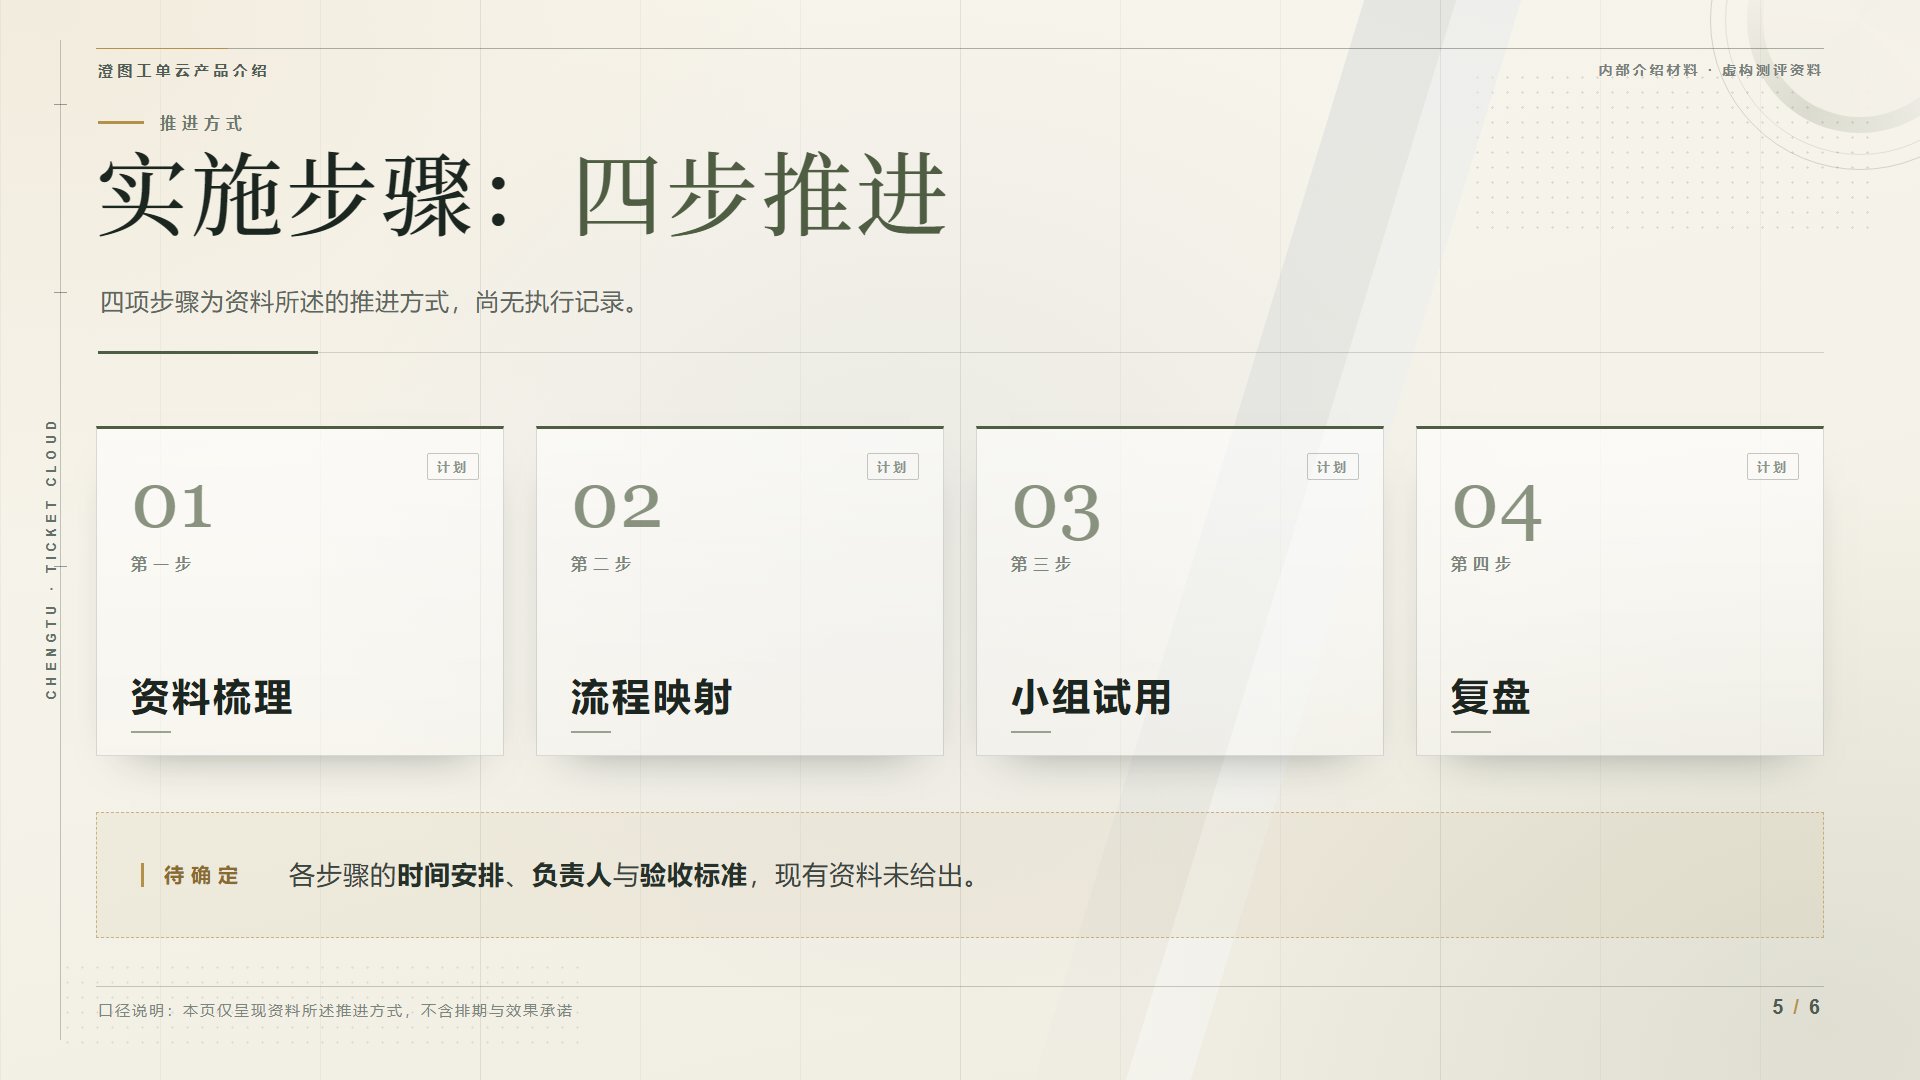 澄图工单云产品介绍
内部介绍材料 · 虚构测评资料
推进方式
实施步骤：四步推进
四项步骤为资料所述的推进方式，尚无执行记录。
CHENGTU · TICKET CLOUD
计划
01
第一步
资料梳理
计划
02
第二步
流程映射
计划
03
第三步
小组试用
计划
04
第四步
复盘
待确定
各步骤的时间安排、负责人与验收标准，现有资料未给出。
口径说明：本页仅呈现资料所述推进方式，不含排期与效果承诺
5 / 6